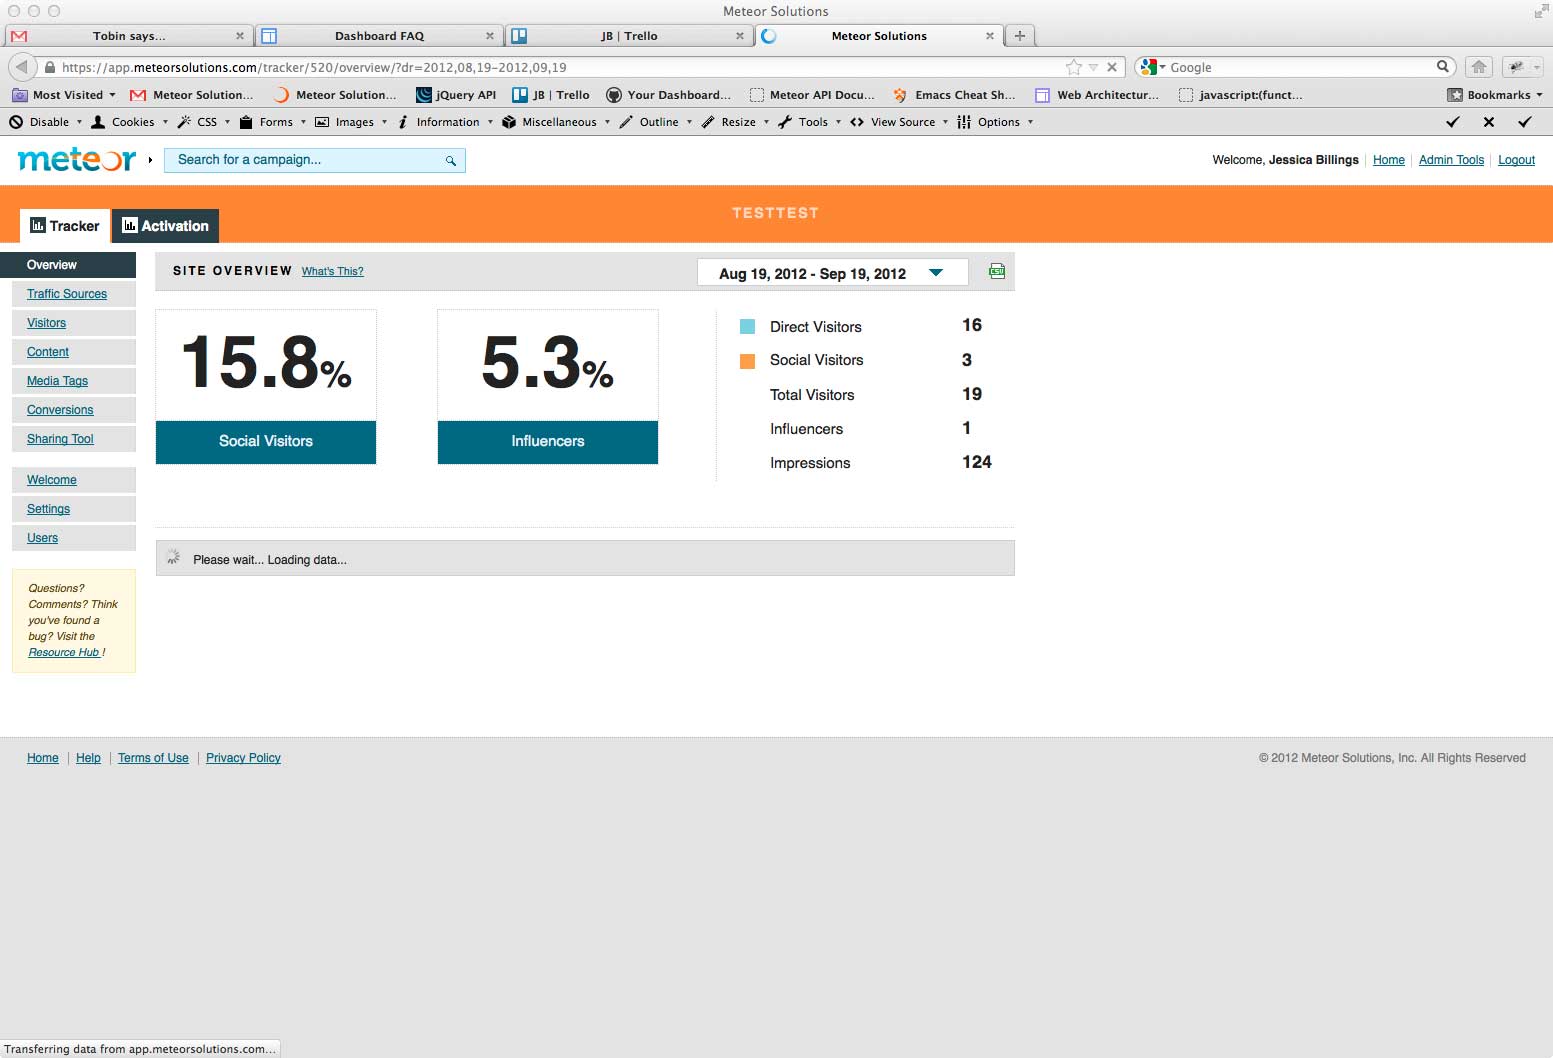 Meteor Solutions
Tobin says...
Dashboard FAQ
JB | Trello
Meteor Solutions
https://app.meteorsolutions.com/tracker/520/overview/?dr=2012,08,19-2012,09,19
Google
Most Visited
Meteor Solution...
Meteor Solution...
jQuery API
JB | Trello
Your Dashboard...
Meteor API Docu...
Emacs Cheat Sh...
Web Architectur...
javascript:(funct...
Bookmarks
Disable
Cookies
CSS
Forms
Images
Information
Miscellaneous
Outline
Resize
Tools
View Source
Options
meteor
Search for a campaign...
Welcome, Jessica Billings
Home
Admin Tools
Logout
TESTTEST
Tracker
Activation
Overview
Traffic Sources
Visitors
Content
Media Tags
Conversions
Sharing Tool
Welcome
Settings
Users
Questions?
Comments? Think
you've found a
bug? Visit the
Resource Hub !
SITE OVERVIEW What's This?
Aug 19, 2012 - Sep 19, 2012
CSV
15.8%
Social Visitors
5.3%
Influencers
Direct Visitors 16
Social Visitors 3
Total Visitors 19
Influencers 1
Impressions 124
Please wait... Loading data...
Home
Help
Terms of Use
Privacy Policy
© 2012 Meteor Solutions, Inc. All Rights Reserved
Transferring data from app.meteorsolutions.com...